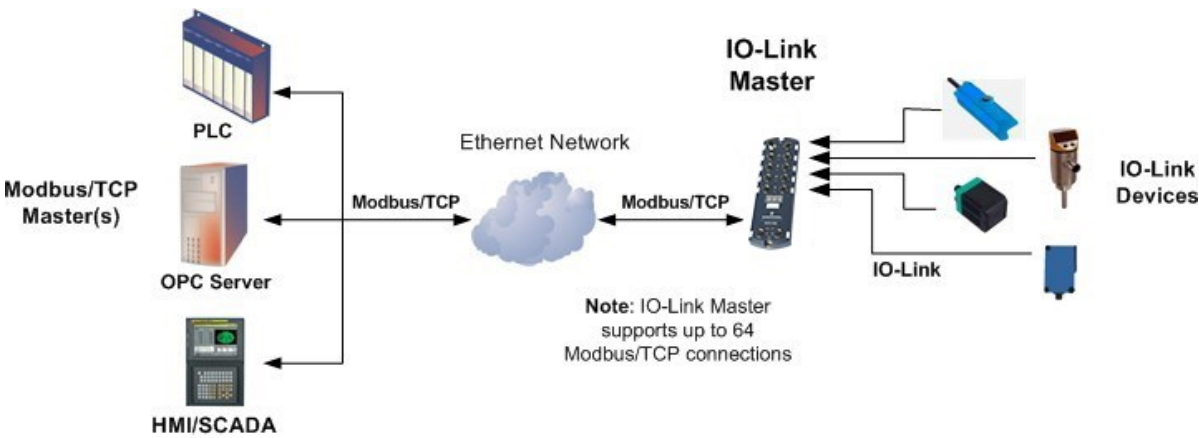 PLC
Modbus/TCP
Master(s)
OPC Server
HMI/SCADA
Modbus/TCP
Ethernet Network
Modbus/TCP
Note: IO-Link Master
supports up to 64
Modbus/TCP connections
IO-Link
Master
IO-Link
IO-Link
Devices